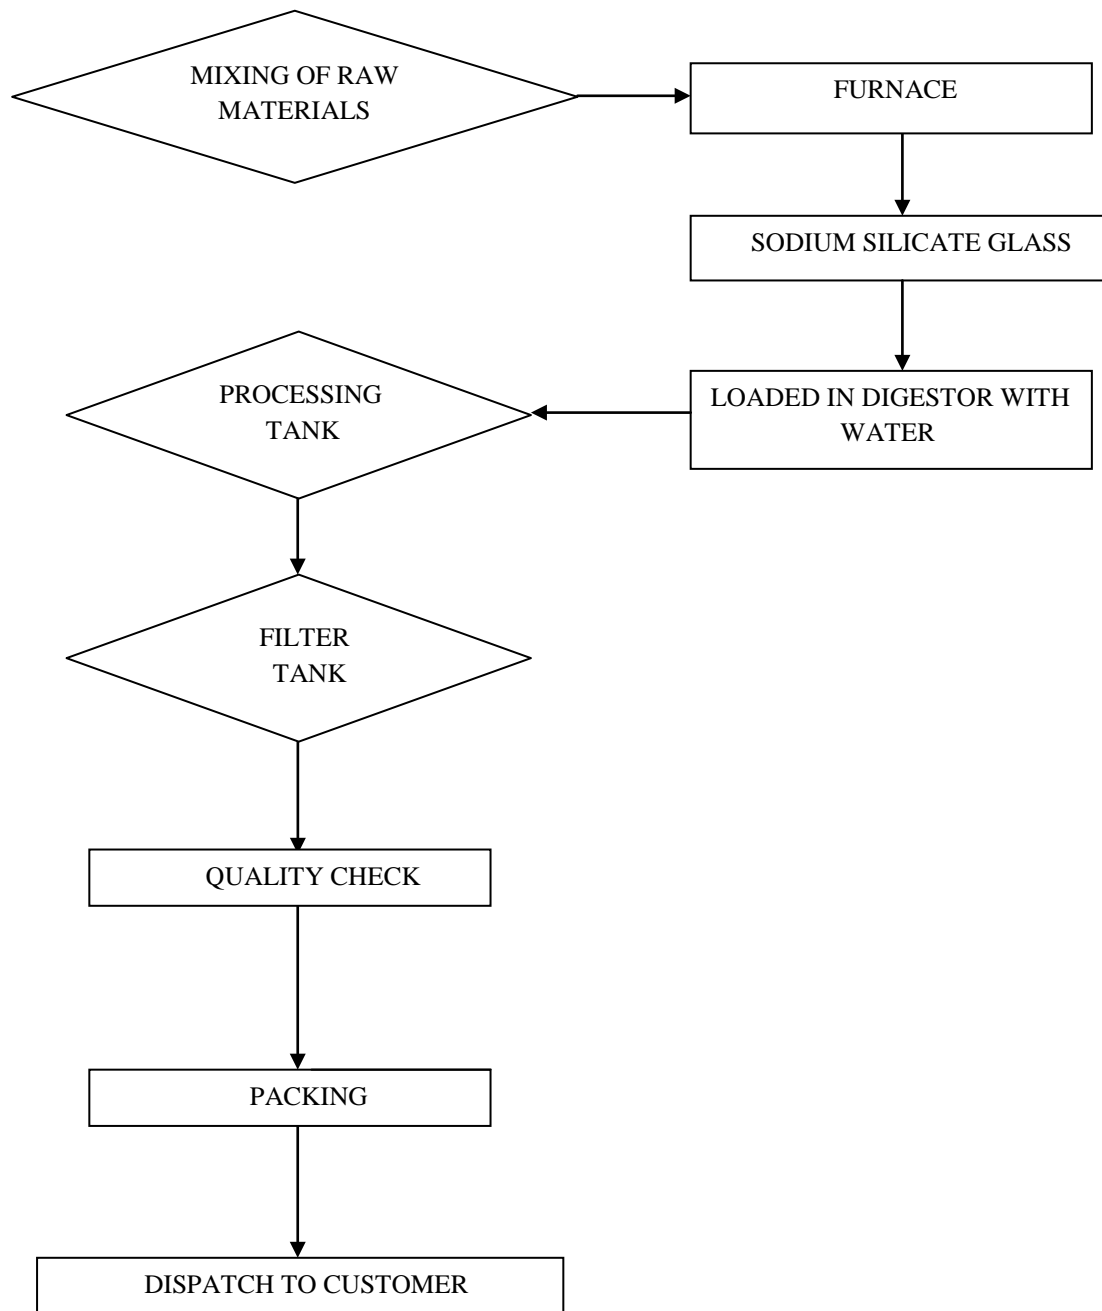 MIXING OF RAW
MATERIALS
FURNACE
SODIUM SILICATE GLASS
LOADED IN DIGESTOR WITH
WATER
PROCESSING
TANK
FILTER
TANK
QUALITY CHECK
PACKING
DISPATCH TO CUSTOMER